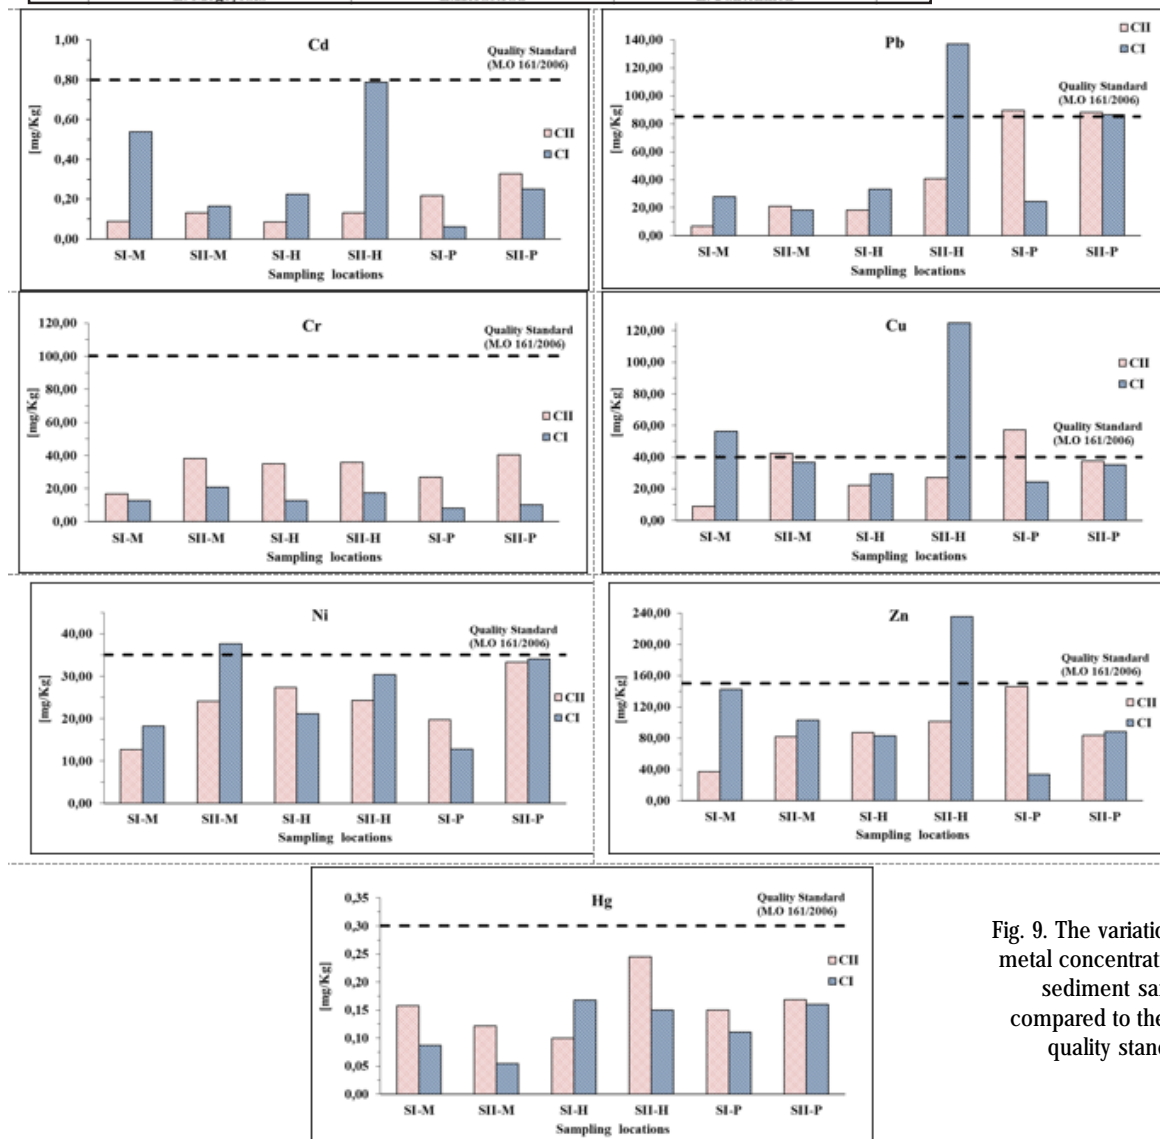 Cd
Quality Standard
(M.O 161/2006)
1,00
0,80
0,60
0,40
0,20
0,00
[mg/Kg]
CII
CI
SI-M SII-M SI-H SII-H SI-P SII-P
Sampling locations
Pb
CII
CI
Quality Standard
(M.O 161/2006)
140,00
120,00
100,00
80,00
60,00
40,00
20,00
0,00
[mg/Kg]
SI-M SII-M SI-H SII-H SI-P SII-P
Sampling locations
Cr
Quality Standard
(M.O 161/2006)
120,00
100,00
80,00
60,00
40,00
20,00
0,00
[mg/Kg]
CII
CI
SI-M SII-M SI-H SII-H SI-P SII-P
Sampling locations
Cu
CII
CI
Quality Standard
(M.O 161/2006)
120,00
100,00
80,00
60,00
40,00
20,00
0,00
[mg/Kg]
SI-M SII-M SI-H SII-H SI-P SII-P
Sampling locations
Ni
Quality Standard
(M.O 161/2006)
40,00
30,00
20,00
10,00
0,00
[mg/Kg]
CII
CI
SI-M SII-M SI-H SII-H SI-P SII-P
Sampling locations
Zn
Quality Standard
(M.O 161/2006)
240,00
200,00
160,00
120,00
80,00
40,00
0,00
[mg/Kg]
CII
CI
SI-M SII-M SI-H SII-H SI-P SII-P
Sampling locations
Hg
Quality Standard
(M.O 161/2006)
0,35
0,30
0,25
0,20
0,15
0,10
0,05
0,00
[mg/Kg]
CII
CI
SI-M SII-M SI-H SII-H SI-P SII-P
Sampling locations
Fig. 9. The variatio
metal concentrat
sediment sa
compared to the
quality stan